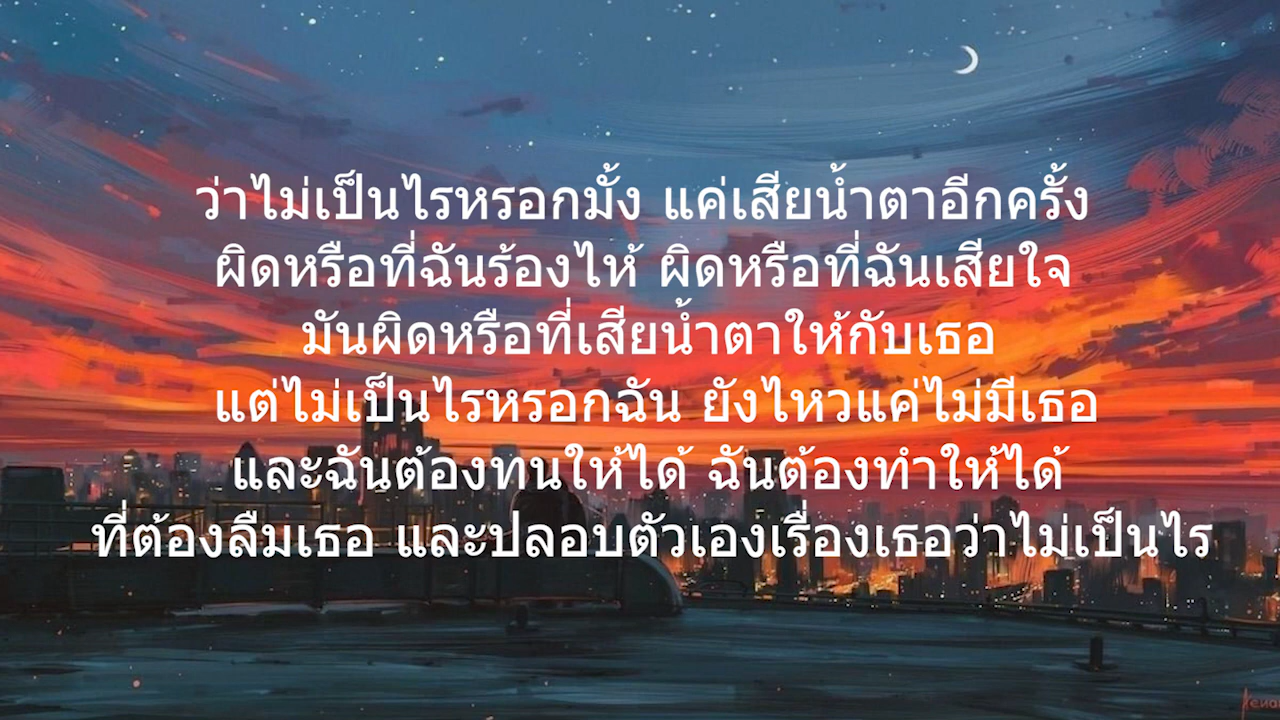 ว่าไม่เป็นไรหรอกมั้ง แค่เสียน้ำตาอีกครั้ง
ผิดหรือที่ฉันร้องไห้ ผิดหรือที่ฉันเสียใจ
มันผิดหรือที่เสียน้ำตาให้กับเธอ
แต่ไม่เป็นไรหรอกฉัน ยังไหวแค่ไม่มีเธอ
และฉันต้องทนให้ได้ ฉันต้องทำให้ได้
ที่ต้องลืมเธอ และปลอบตัวเองเรื่องเธอว่าไม่เป็นไร